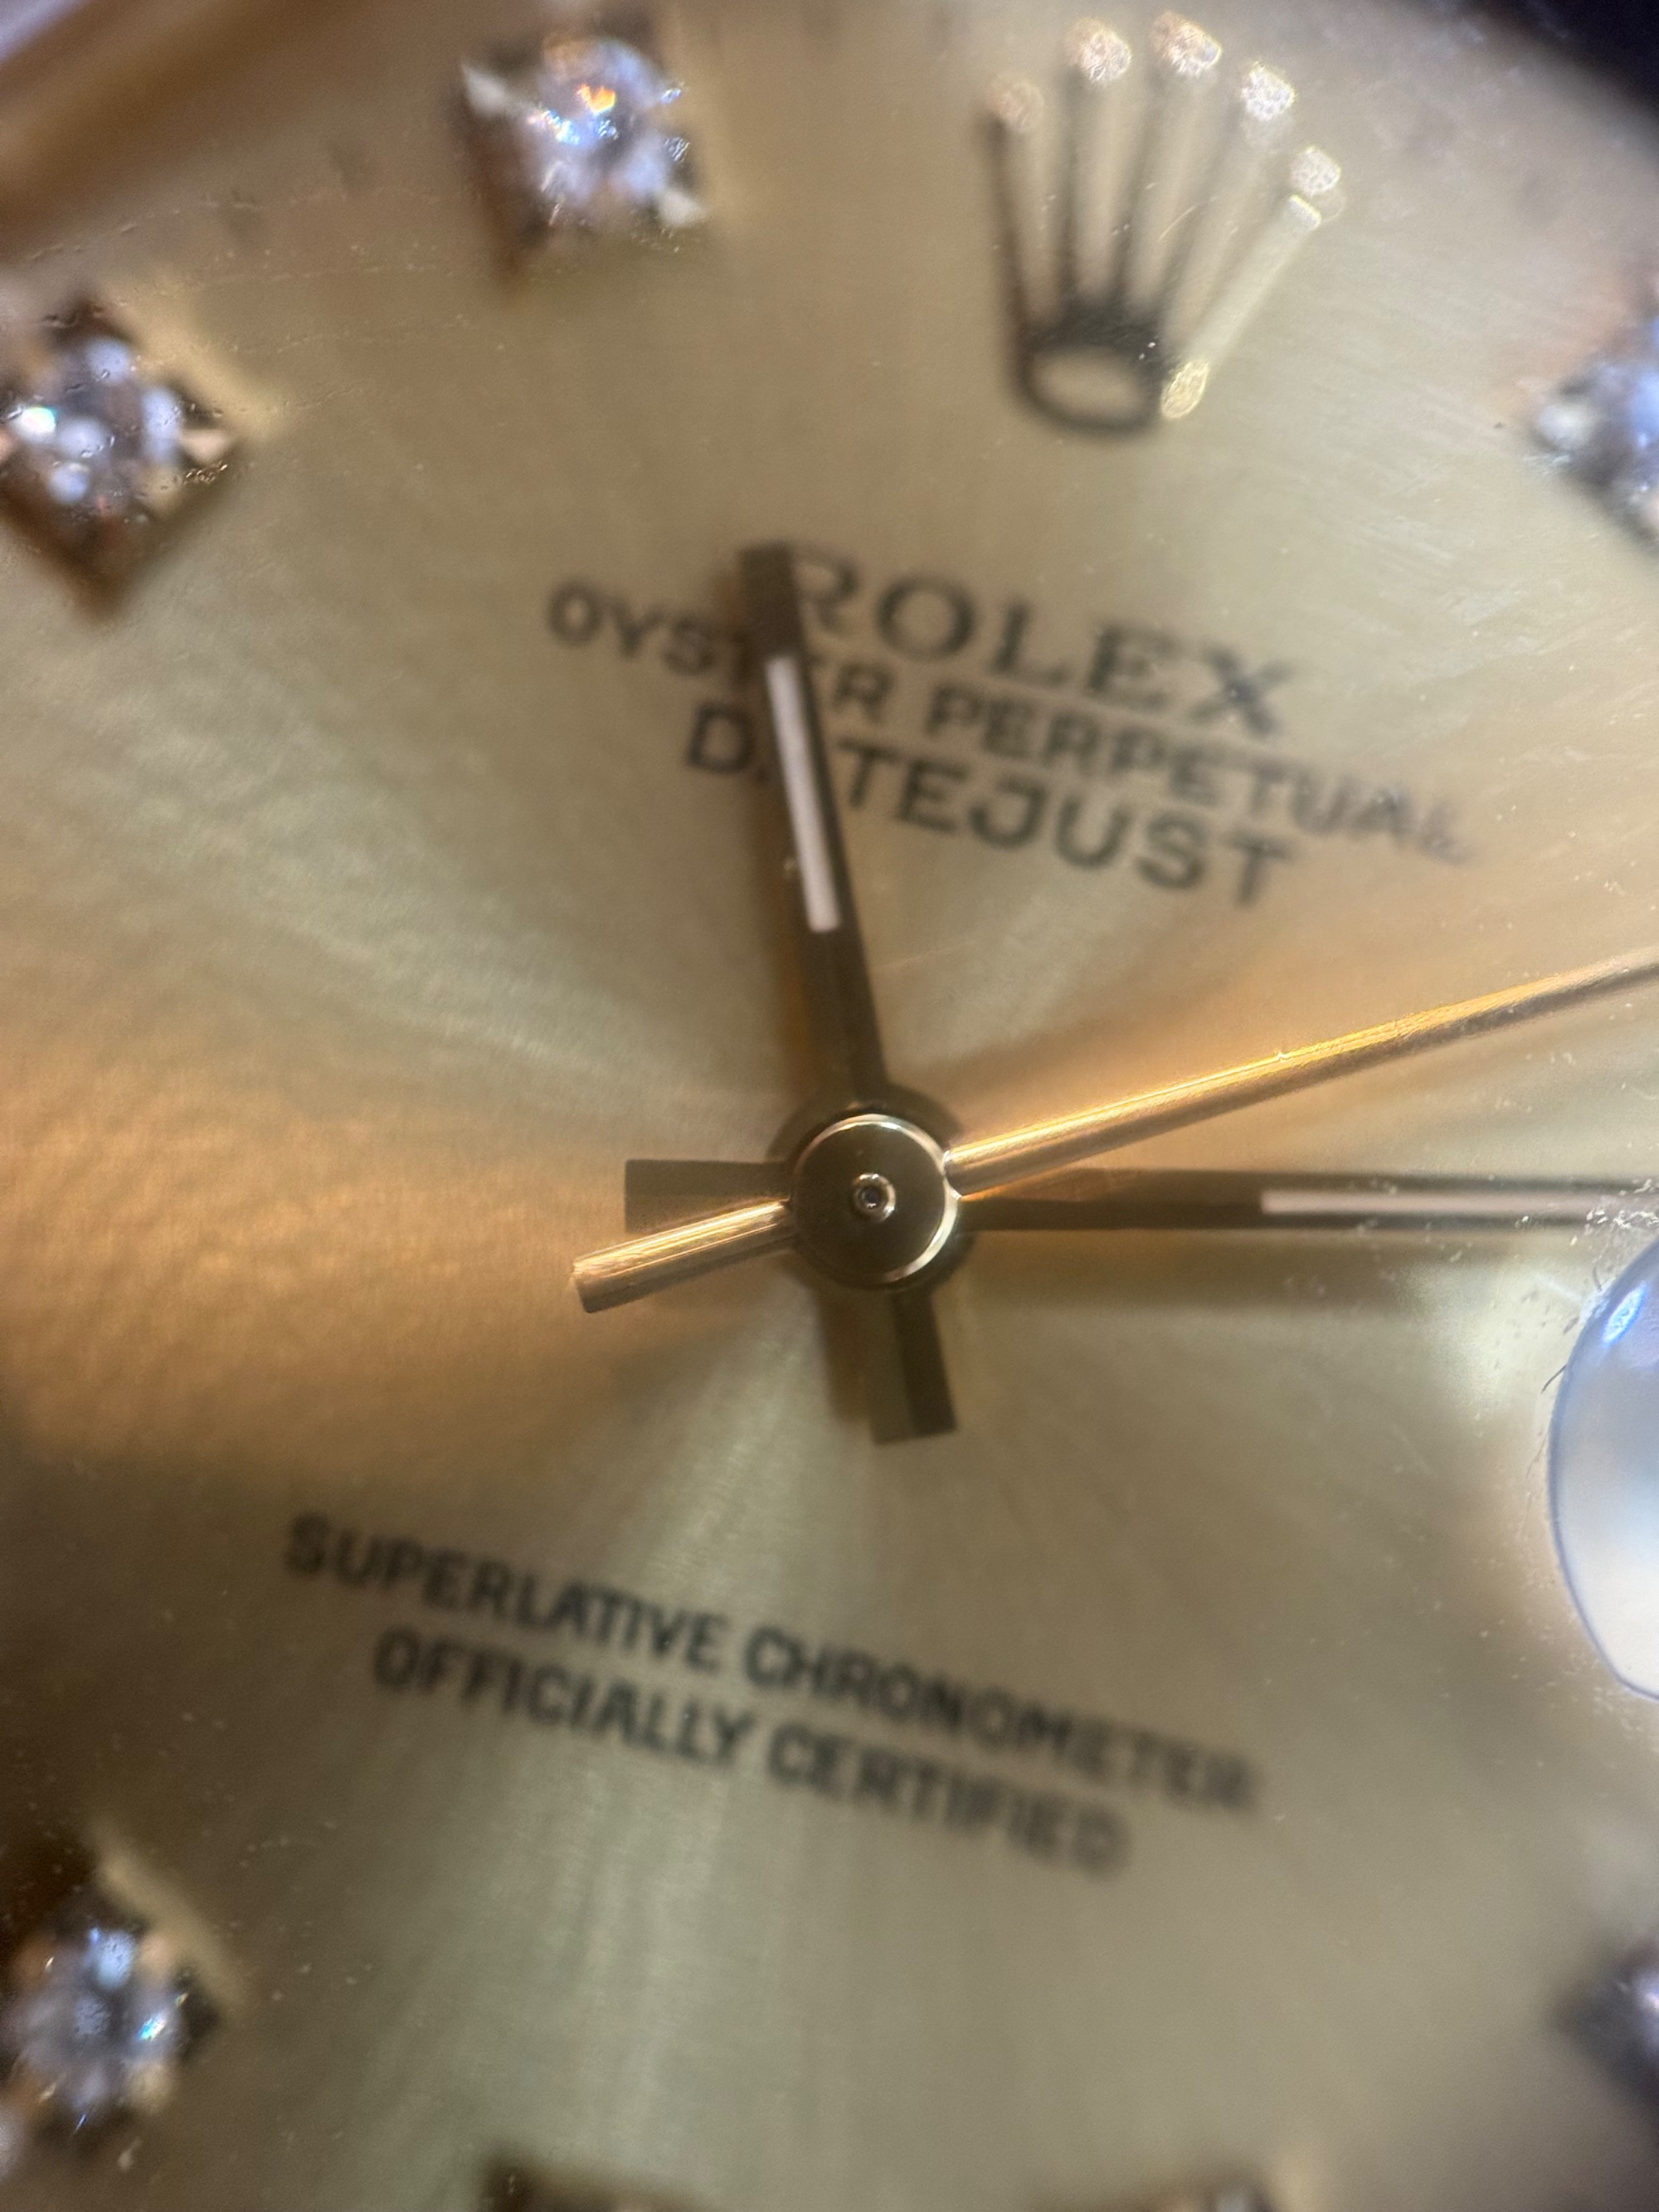 ROLEX
OYSTER PERPETUAL
DATEJUST
SUPERLATIVE CHRONOMETER
OFFICIALLY CERTIFIED